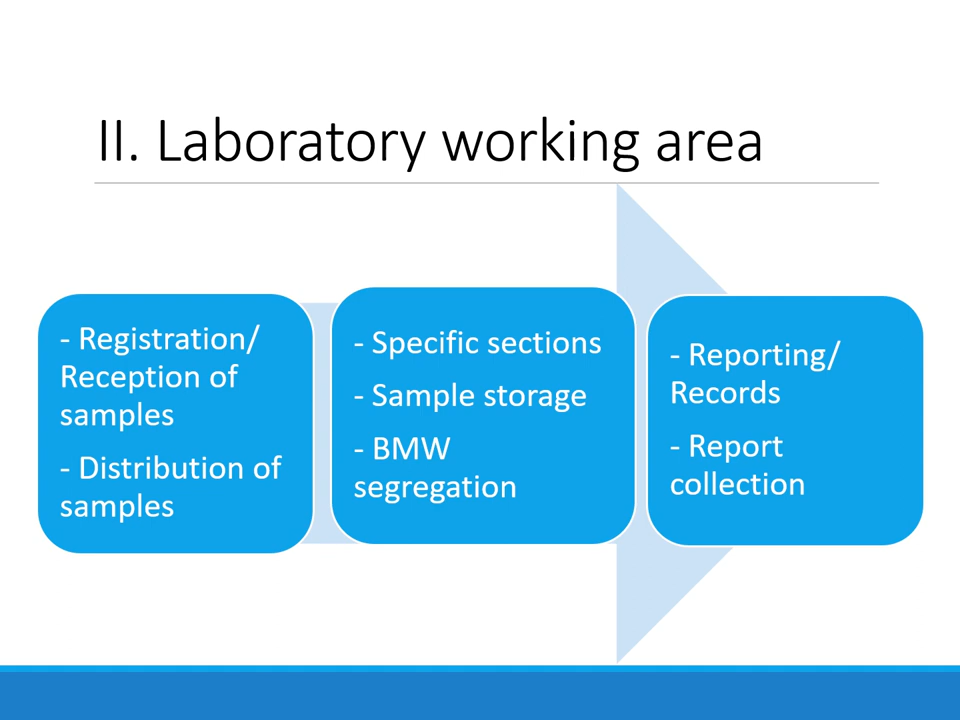 II. Laboratory working area
- Registration/
Reception of
samples
- Distribution of
samples
- Specific sections
- Sample storage
- BMW
segregation
- Reporting/
Records
- Report
collection